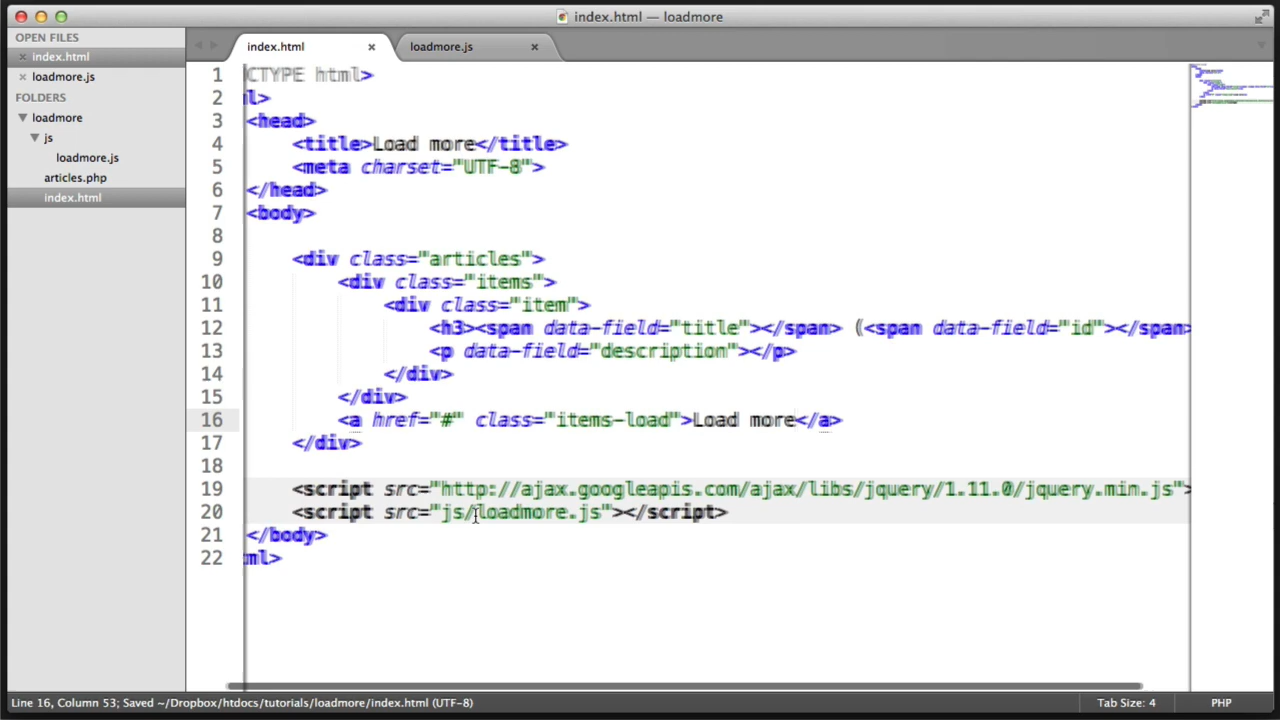 index.html — loadmore
OPEN FILES
index.html
loadmore.js
FOLDERS
loadmore
js
loadmore.js
articles.php
index.html
index.html
loadmore.js
1 CTYPE html>
2 l>
3 <head>
4 <title>Load more</title>
5 <meta charset="UTF-8">
6 </head>
7 <body>
8
9 <div class="articles">
10 <div class="items">
11 <div class="item">
12 <h3><span data-field="title"></span> (<span data-field="id"></span>
13 <p data-field="description"></p>
14 </div>
15 </div>
16 <a href="#" class="items-load">Load more</a>
17 </div>
18
19 <script src="http://ajax.googleapis.com/ajax/libs/jquery/1.11.0/jquery.min.js">
20 <script src="js/loadmore.js"></script>
21 </body>
22 ml>
Line 16, Column 53; Saved ~/Dropbox/htdocs/tutorials/loadmore/index.html (UTF-8)
Tab Size: 4
PHP